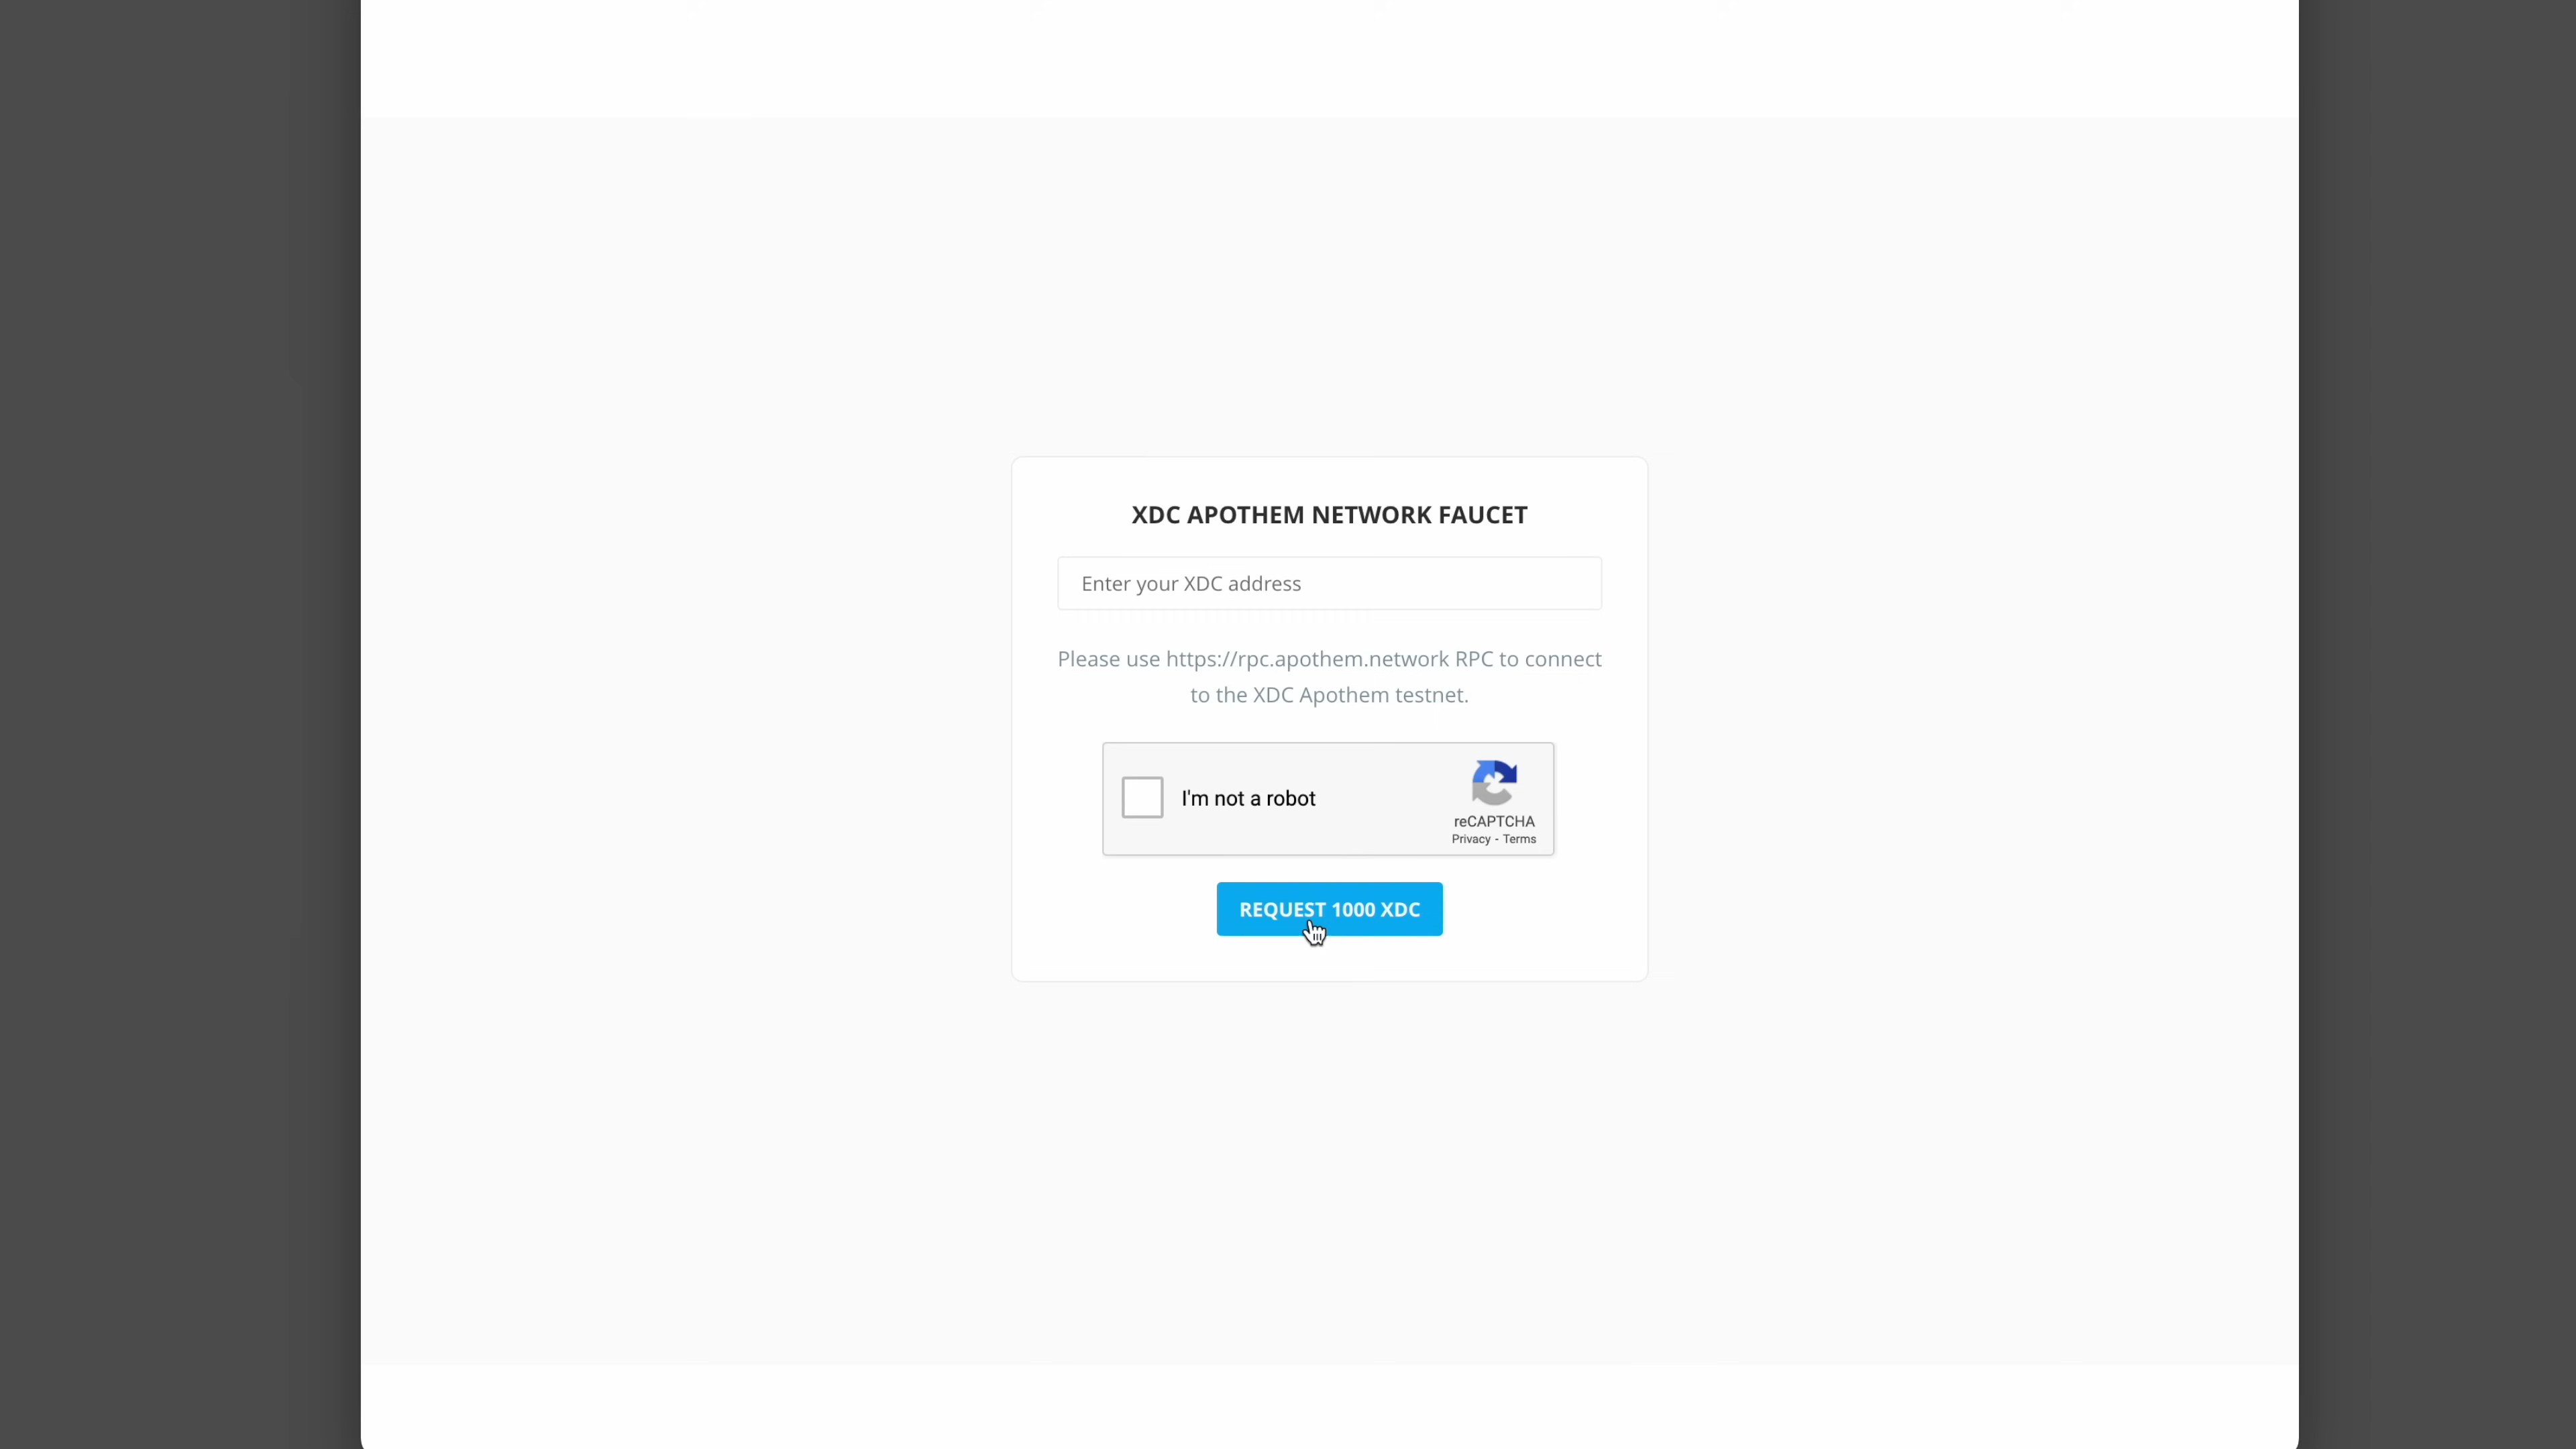 XDC APOTHEM NETWORK FAUCET
Enter your XDC address
Please use https://rpc.apothem.network RPC to connect
to the XDC Apothem testnet.
I'm not a robot
reCAPTCHA
Privacy - Terms
REQUEST 1000 XDC